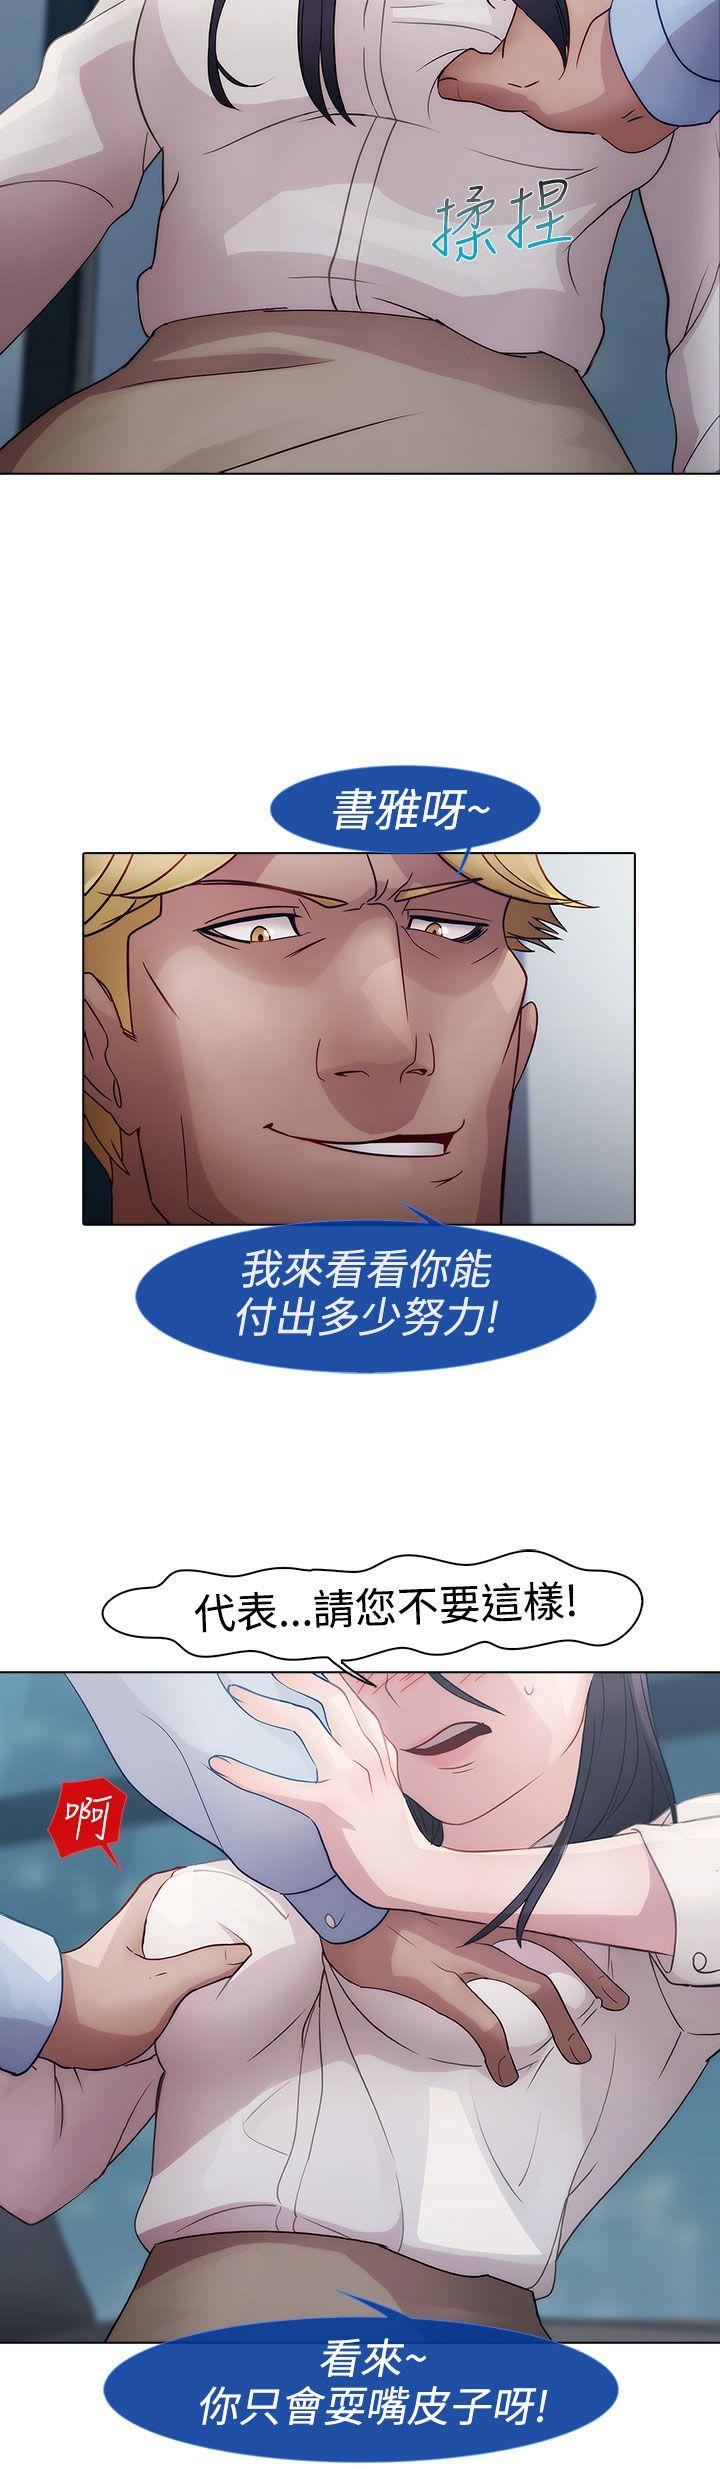 揉捏
書雅呀~
我來看看你能
付出多少努力!
代表...請您不要這樣!
啊
看來~
你只會耍嘴皮子呀!